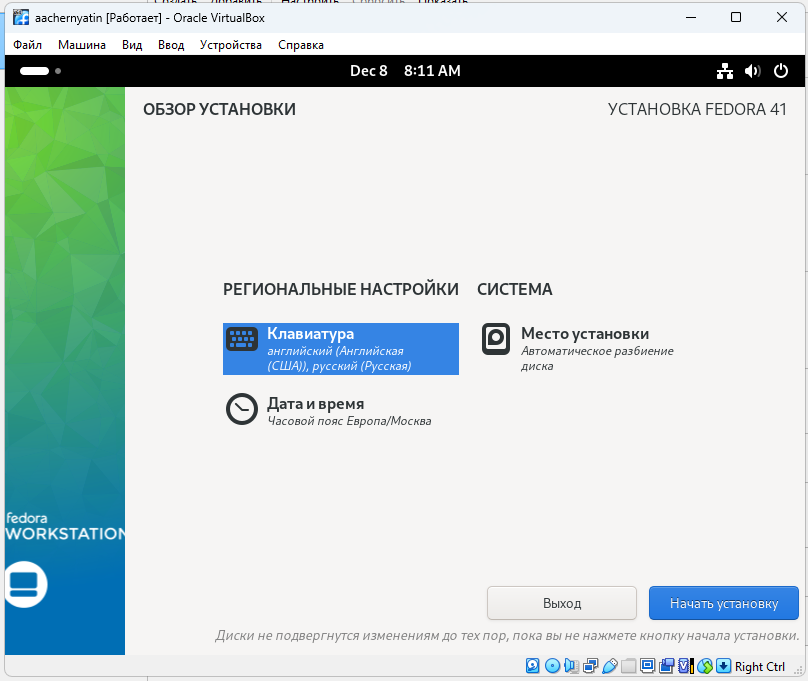 aachernyatin [Работает] - Oracle VirtualBox
Файл Машина Вид Ввод Устройства Справка
Dec 8 8:11 AM
ОБЗОР УСТАНОВКИ
УСТАНОВКА FEDORA 41
РЕГИОНАЛЬНЫЕ НАСТРОЙКИ
СИСТЕМА
Клавиатура
английский (Английская
(США)), русский (Русская)
Место установки
Автоматическое разбиение
диска
Дата и время
Часовой пояс Европа/Москва
fedora
WORKSTATION
Выход
Начать установку
Диски не подвергнутся изменениям до тех пор, пока вы не нажмете кнопку начала установки.
Right Ctrl